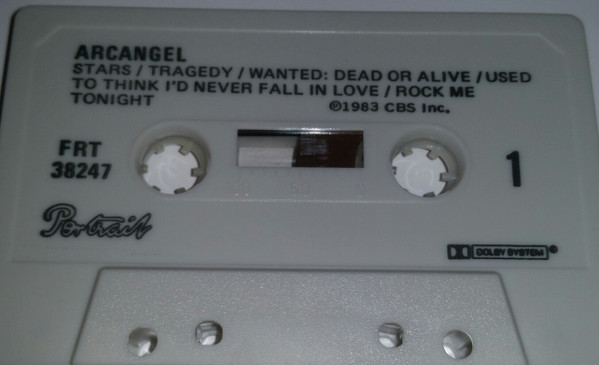 ARCANGEL
STARS / TRAGEDY / WANTED: DEAD OR ALIVE / USED
TO THINK I'D NEVER FALL IN LOVE / ROCK ME
TONIGHT ℗1983 CBS Inc.
FRT
38247
1
Portrait
DOLBY SYSTEM®